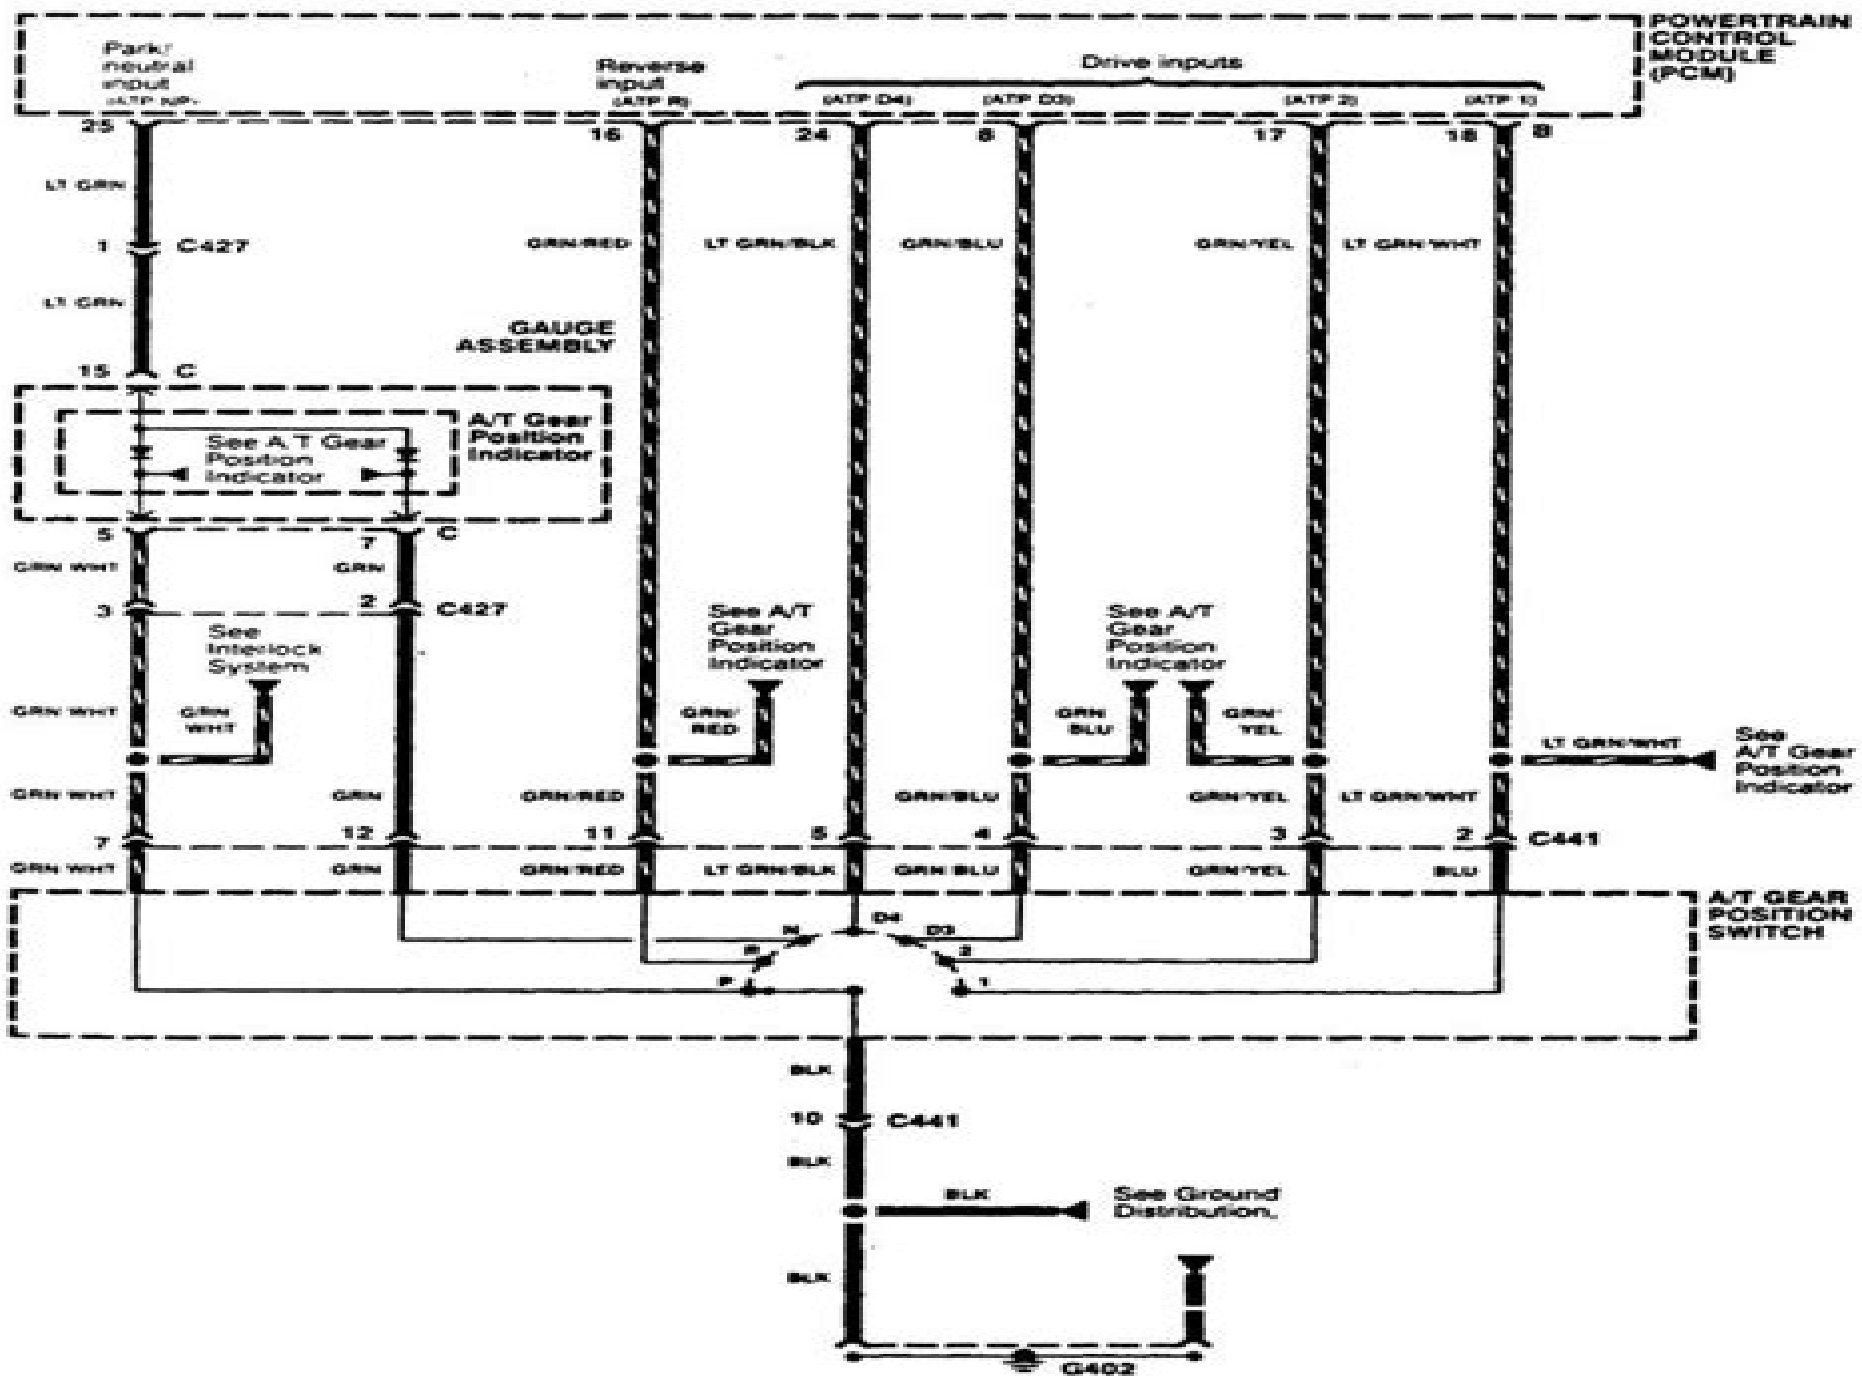 POWERTRAIN
CONTROL
MODULE
(PCM)
Park/
neutral
input
(ATP NP)
Reverse
input
(ATP R)
Drive inputs
(ATP D4)
(ATP D3)
(ATP 2)
(ATP 1)
25
16
24
8
17
18
B
LT GRN
1
C427
GRN/RED
LT GRN/BLK
GRN/BLU
GRN/YEL
LT GRN/WHT
LT GRN
GAUGE
ASSEMBLY
15
C
A/T Gear
Position
Indicator
See A/T Gear
Position
Indicator
5
7
C
GRN WHT
GRN
3
2
C427
See
Interlock
System
See A/T
Gear
Position
Indicator
See A/T
Gear
Position
Indicator
GRN/WHT
GRN
WHT
GRN/
RED
GRN
BLU
GRN/
YEL
LT GRN/WHT
See
A/T Gear
Position
Indicator
GRN/WHT
GRN
GRN/RED
GRN/BLU
GRN/YEL
LT GRN/WHT
7
12
11
5
4
3
2
C441
GRN WHT
GRN
GRN/RED
LT GRN/BLK
GRN/BLU
GRN/YEL
BLU
A/T GEAR
POSITION
SWITCH
N
D4
D3
R
2
P
1
BLK
10
C441
BLK
BLK
See Ground
Distribution.
BLK
G402